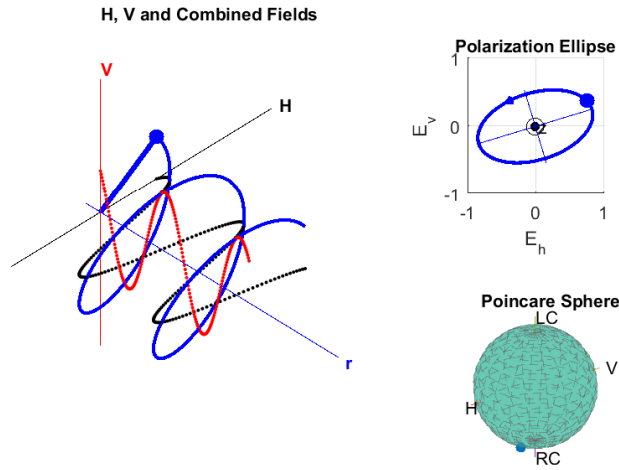 H, V and Combined Fields
V
H
r
Polarization Ellipse
1
0
-1
E_v
Z
-1
0
1
E_h
Poincare Sphere
LC
V
H
RC